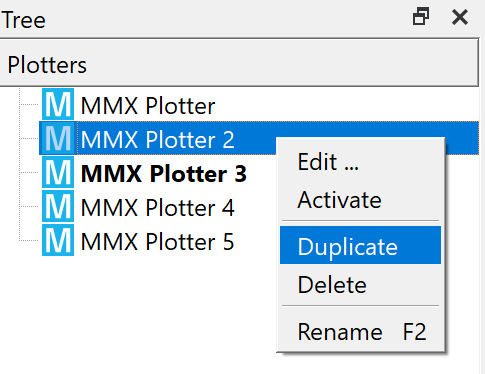 Tree
Plotters
M MMX Plotter
M MMX Plotter 2
M MMX Plotter 3
M MMX Plotter 4
M MMX Plotter 5
Edit ...
Activate
Duplicate
Delete
Rename F2